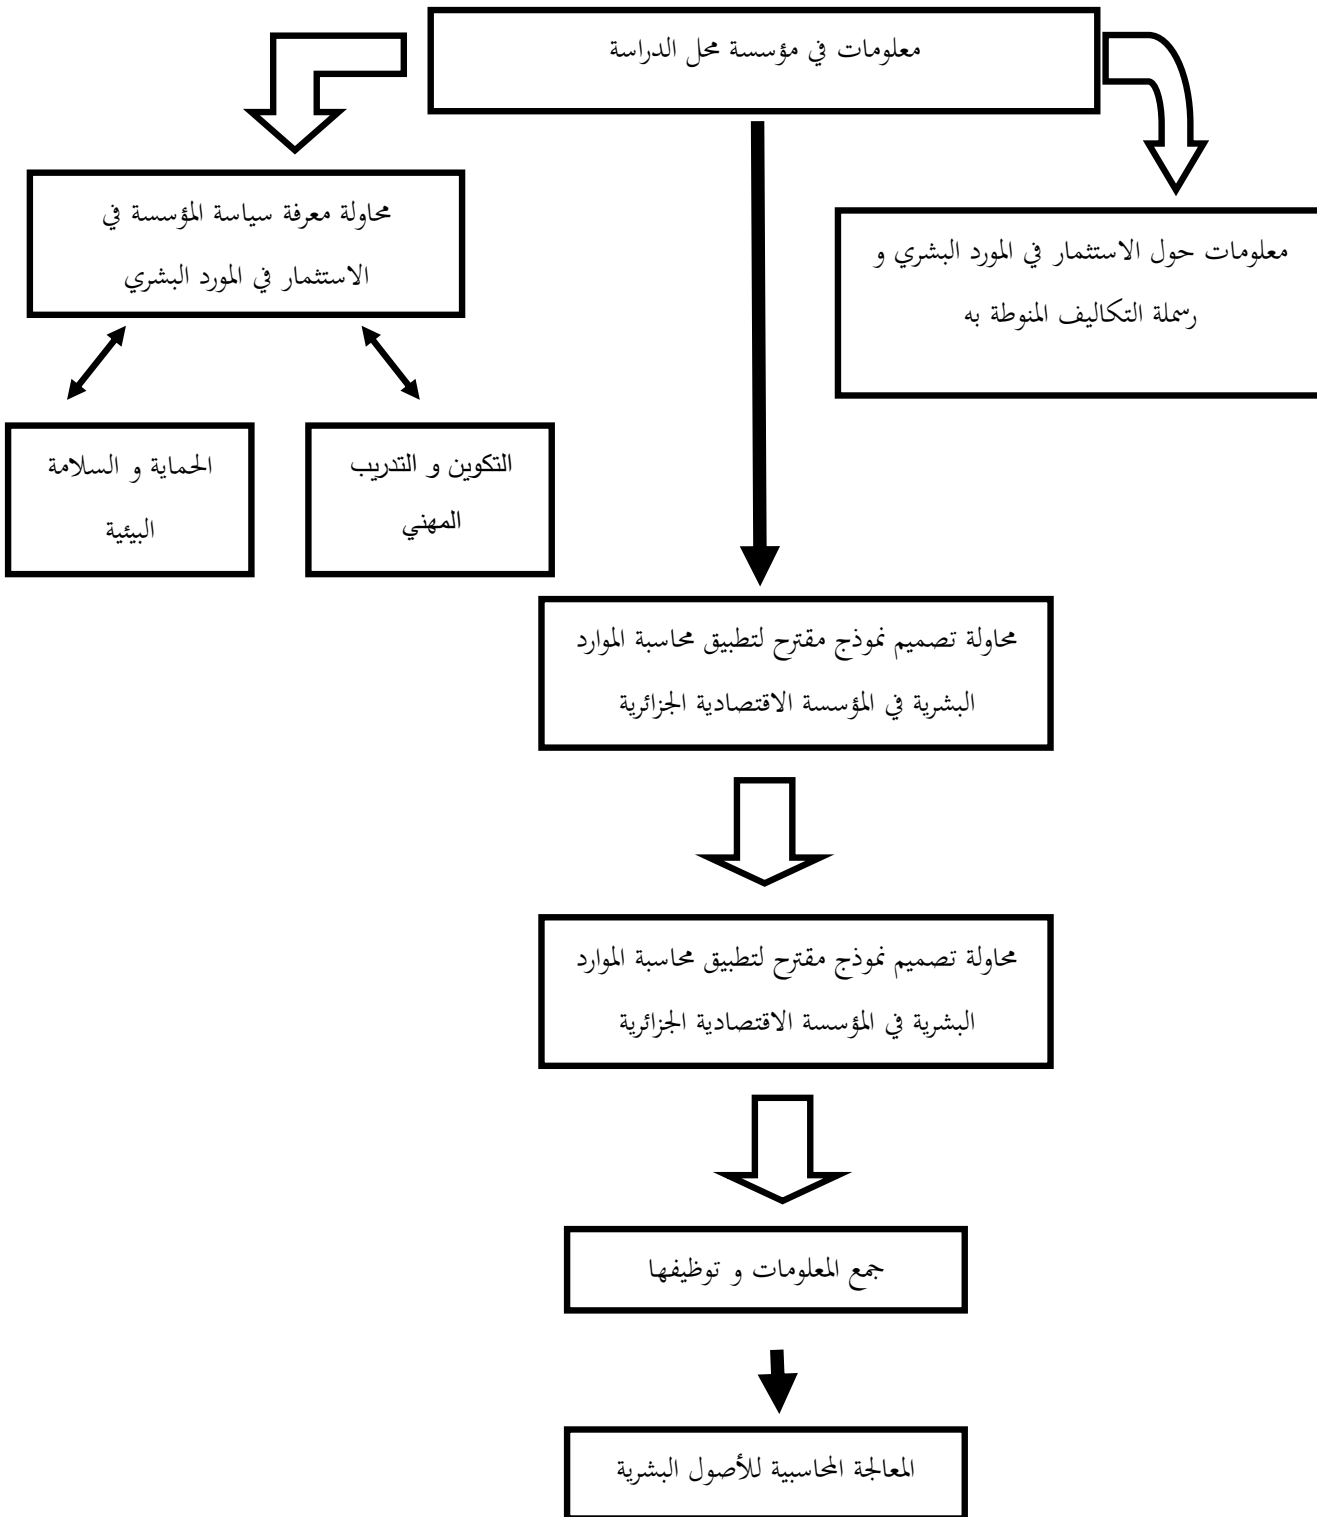 معلومات في مؤسسة محل الدراسة
معلومات حول الاستثمار في المورد البشري و
رسملة التكاليف المنوطة به
محاولة معرفة سياسة المؤسسة في
الاستثمار في المورد البشري
التكوين و التدريب
المهني
الحماية و السلامة
البيئية
محاولة تصميم نموذج مقترح لتطبيق محاسبة الموارد
البشرية في المؤسسة الاقتصادية الجزائرية
محاولة تصميم نموذج مقترح لتطبيق محاسبة الموارد
البشرية في المؤسسة الاقتصادية الجزائرية
جمع المعلومات و توظيفها
المعالجة المحاسبية للأصول البشرية